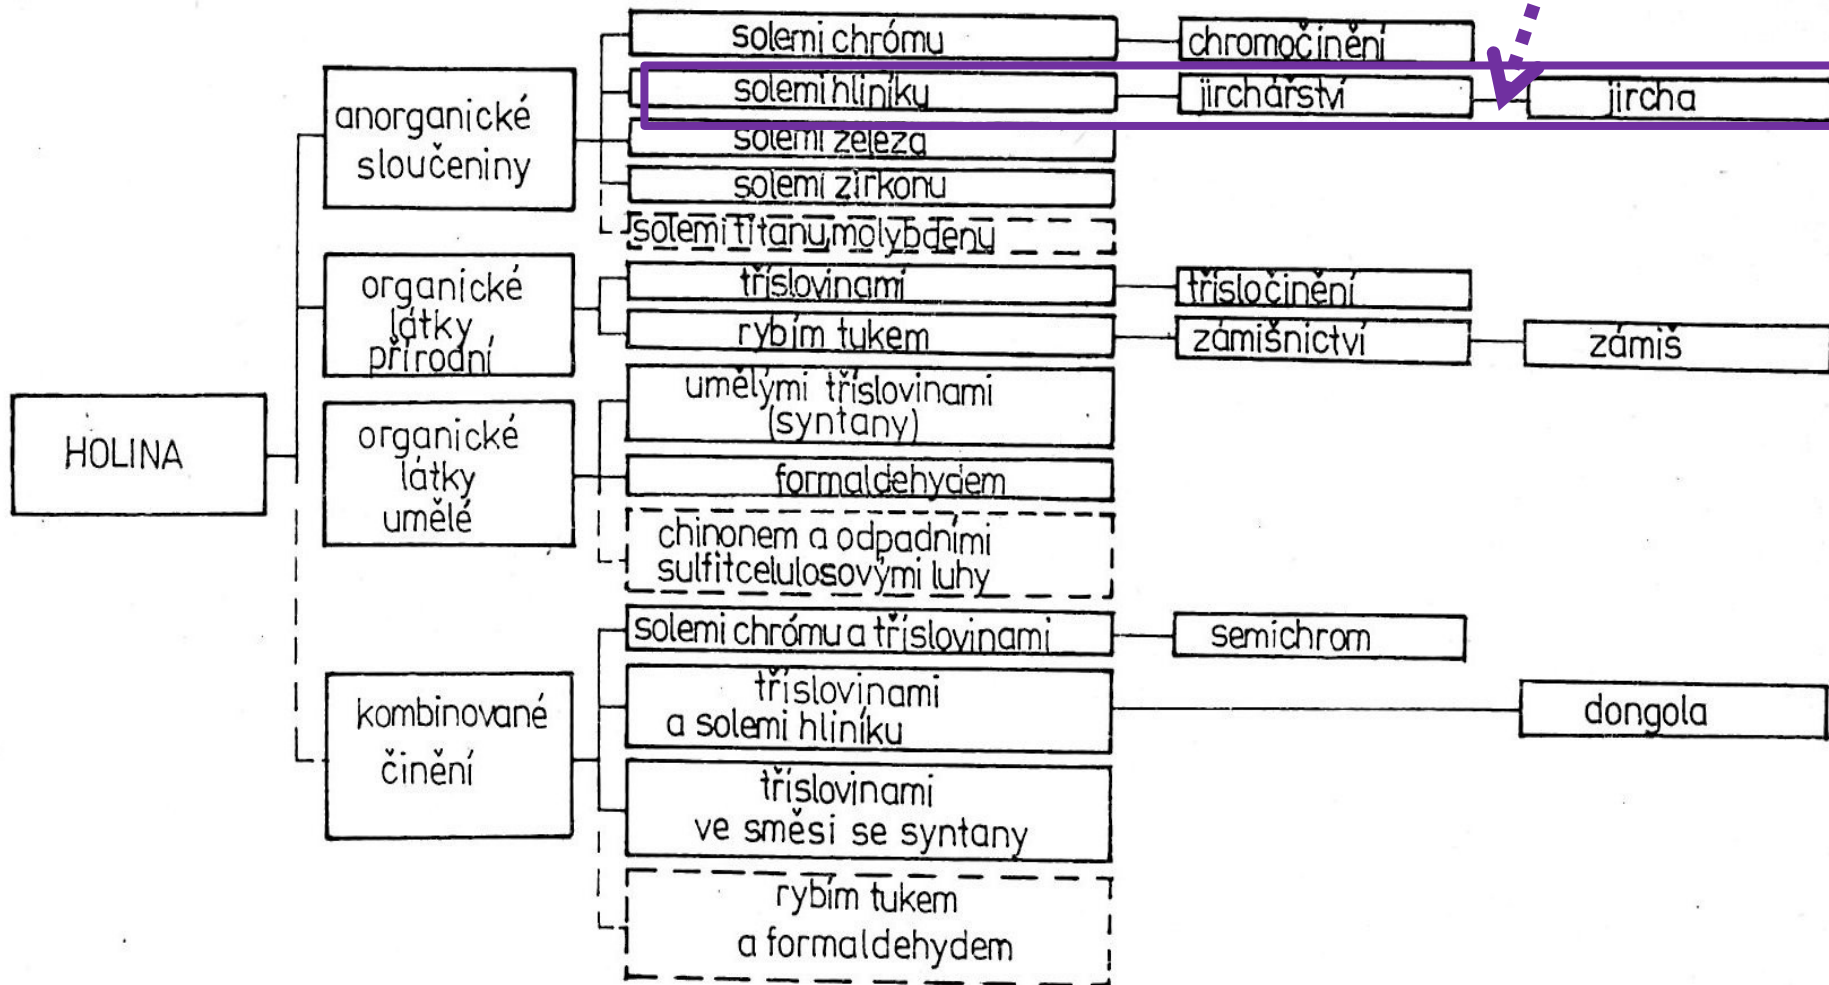 HOLINA
anorganické
sloučeniny
solemi chrómu
chromočinění
solemi hliníku
jirchářství
jircha
solemi železa
solemi zirkonu
solemi titanu, molybdenu
organické
látky
přírodní
tříslovinami
třísločinění
rybím tukem
zámišnictví
zámiš
organické
látky
umělé
umělými tříslovinami
(syntany)
formaldehydem
chinonem a odpadními
sulfitcelulosovými luhy
kombinované
činění
solemi chrómu a tříslovinami
semichrom
tříslovinami
a solemi hliníku
dongola
tříslovinami
ve směsi se syntany
rybím tukem
a formaldehydem